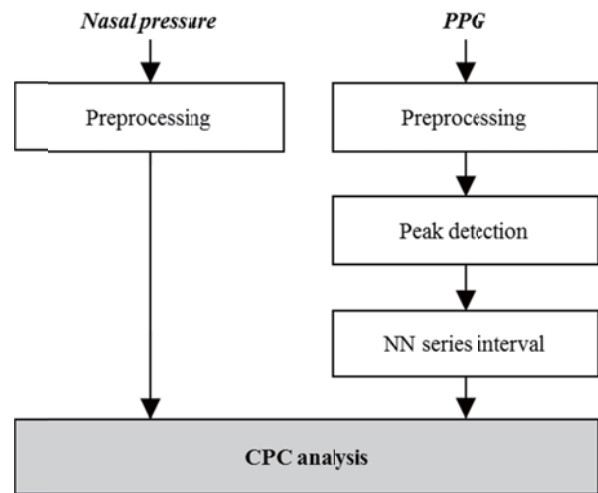 Nasal pressure
PPG
Preprocessing
Preprocessing
Peak detection
NN series interval
CPC analysis